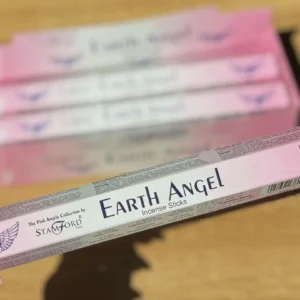 Earth Angel
The Pink Angels Collection by
STAMFORD
EARTH ANGEL
Incense Sticks